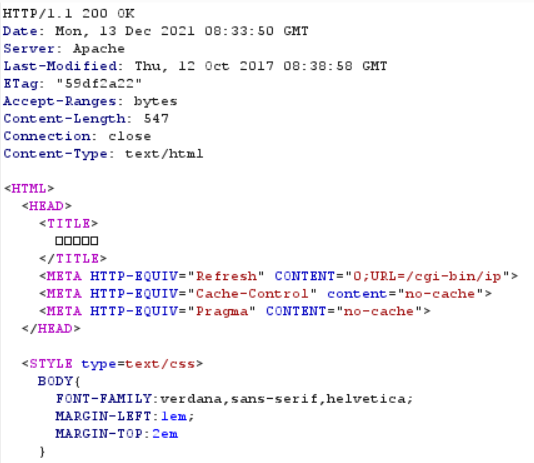 HTTP/1.1 200 OK
Date: Mon, 13 Dec 2021 08:33:50 GMT
Server: Apache
Last-Modified: Thu, 12 Oct 2017 08:38:58 GMT
ETag: "59df2a22"
Accept-Ranges: bytes
Content-Length: 547
Connection: close
Content-Type: text/html
<HTML>
<HEAD>
<TITLE>
□□□□□
</TITLE>
<META HTTP-EQUIV="Refresh" CONTENT="0;URL=/cgi-bin/ip">
<META HTTP-EQUIV="Cache-Control" content="no-cache">
<META HTTP-EQUIV="Pragma" CONTENT="no-cache">
</HEAD>
<STYLE type=text/css>
BODY{
FONT-FAMILY:verdana,sans-serif,helvetica;
MARGIN-LEFT:1em;
MARGIN-TOP:2em
}